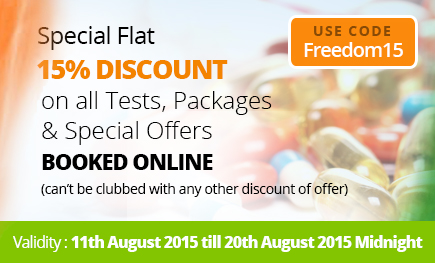 Special Flat
USE CODE
Freedom15
15% DISCOUNT
on all Tests, Packages
& Special Offers
BOOKED ONLINE
(can't be clubbed with any other discount of offer)
Validity : 11th August 2015 till 20th August 2015 Midnight